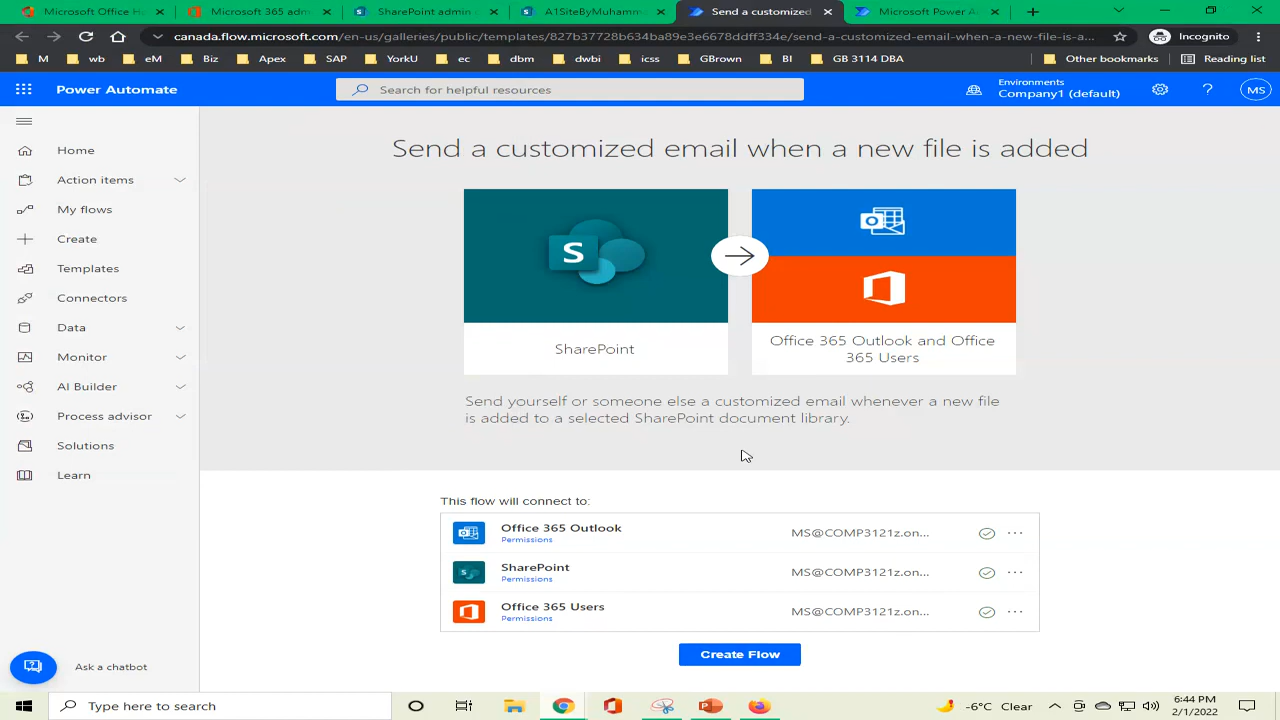 Microsoft Office H
Microsoft 365 adm
SharePoint admin
A1SiteByMuhamm
Send a customized
Microsoft Power A
canada.flow.microsoft.com/en-us/galleries/public/templates/827b37728b634ba89e3e6678ddff334e/send-a-customized-email-when-a-new-file-is-a...
Incognito
M
wb
eM
Biz
Apex
SAP
YorkU
ec
dbm
dwbi
icss
GBrown
BI
GB 3114 DBA
Other bookmarks
Reading list
Power Automate
Search for helpful resources
Environments
Company1 (default)
?
MS
Home
Action items
My flows
Create
Templates
Connectors
Data
Monitor
AI Builder
Process advisor
Solutions
Learn
Ask a chatbot
Send a customized email when a new file is added
S
SharePoint
Office 365 Outlook and Office
365 Users
Send yourself or someone else a customized email whenever a new file
is added to a selected SharePoint document library.
This flow will connect to:
Office 365 Outlook
Permissions
MS@COMP3121z.on...
SharePoint
Permissions
MS@COMP3121z.on...
Office 365 Users
Permissions
MS@COMP3121z.on...
Create Flow
Type here to search
-6°C Clear
6:44 PM
2/1/2022